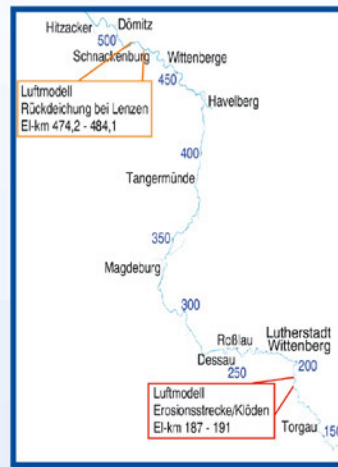 Hitzacker
Dömitz
500
Schnackenburg
Wittenberge
450
Luftmodell
Rückdeichung bei Lenzen
El-km 474,2 - 484,1
Havelberg
400
Tangermünde
350
Magdeburg
300
Roßlau
Lutherstadt
Wittenberg
Dessau
250
200
Luftmodell
Erosionsstrecke/Klöden
El-km 187 - 191
Torgau
150